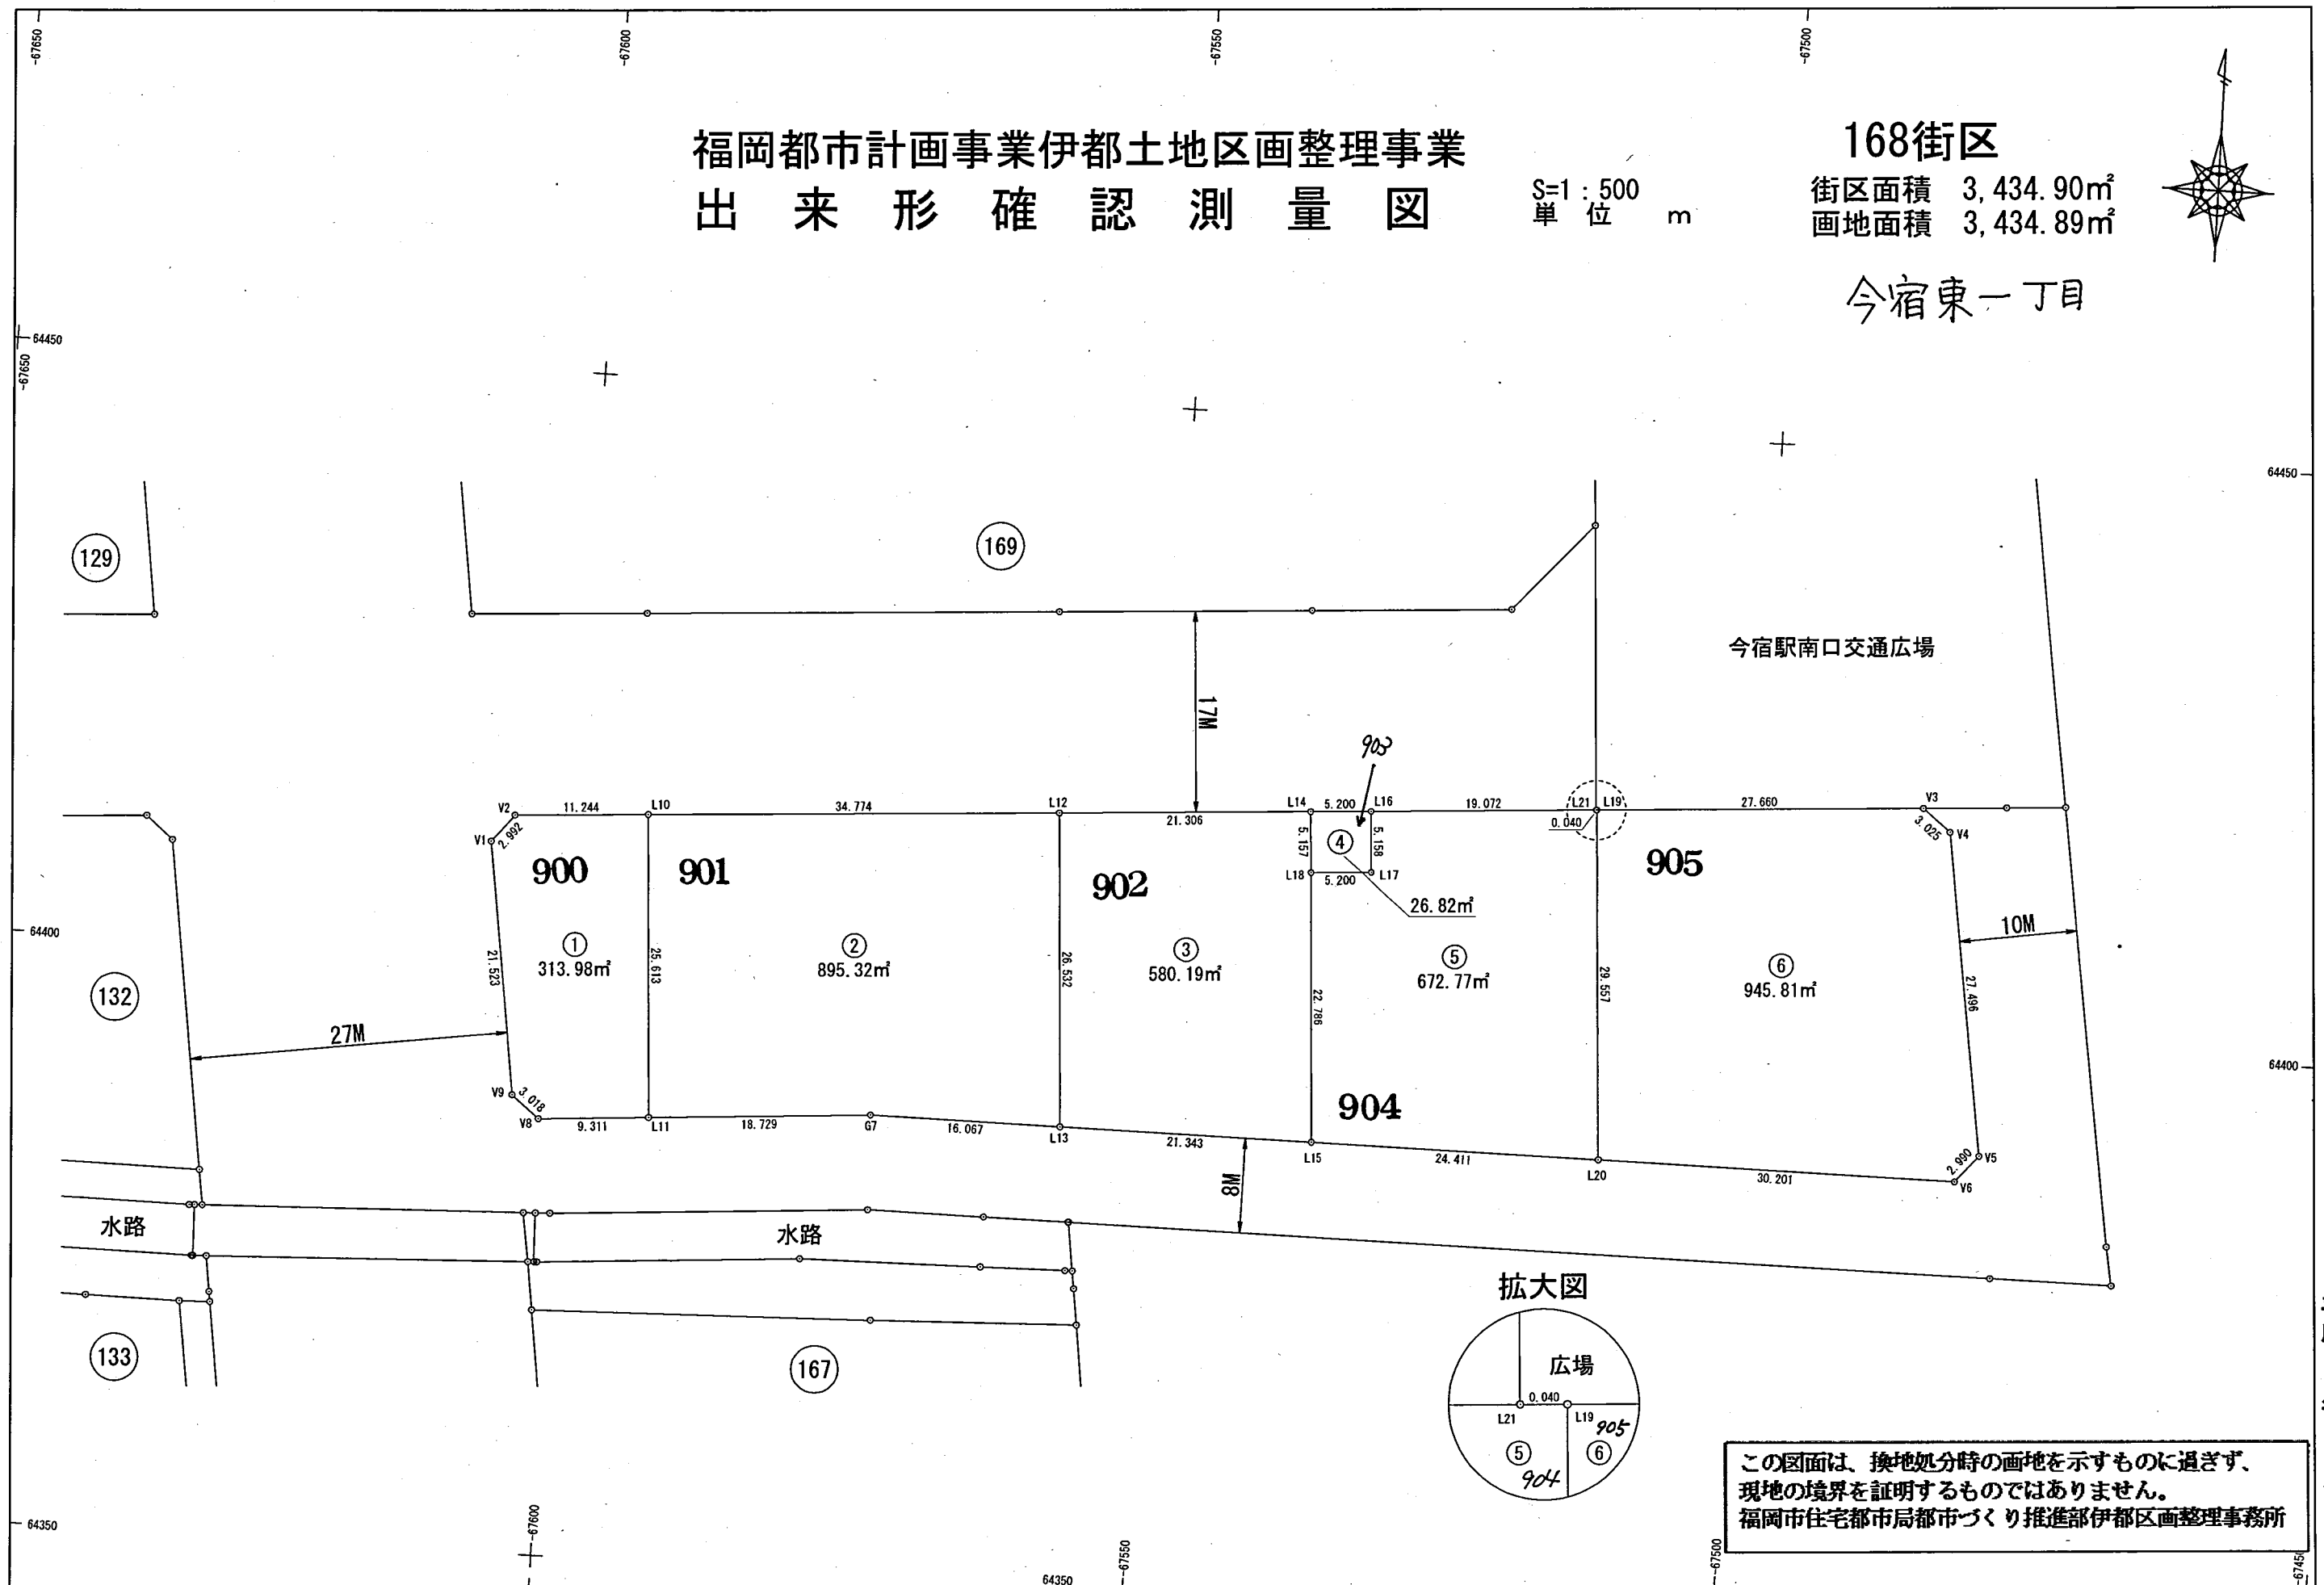 -67650
-67600
-67550
-67500
福岡都市計画事業伊都土地区画整理事業
出来形確認測量図
S=1:500
単位 m
168街区
街区面積 3,434.90㎡
画地面積 3,434.89㎡
今宿東一丁目
64450
-67650
64450
129
169
今宿駅南口交通広場
17M
903
V2
11.244
L10
34.774
L12
21.306
L14
5.200
L16
19.072
L21
L19
27.660
V3
0.040
3.025
V4
V1
2.992
5.157
④
5.158
900
901
902
L18
5.200
L17
905
26.82㎡
64400
10M
①
313.98㎡
②
895.32㎡
③
580.19㎡
⑤
672.77㎡
⑥
945.81㎡
21.523
25.613
26.532
22.786
29.557
27.496
132
27M
64400
V9
3.018
V8
9.311
L11
18.729
G7
16.067
L13
21.343
904
L15
24.411
L20
30.201
2.990
V5
V6
8M
水路
水路
拡大図
133
167
広場
0.040
L21
L19
905
⑤
⑥
904
この図面は、換地処分時の画地を示すものに過ぎず、
現地の境界を証明するものではありません。
福岡市住宅都市局都市づくり推進部伊都区画整理事務所
64350
-67600
64350
-67550
-67500